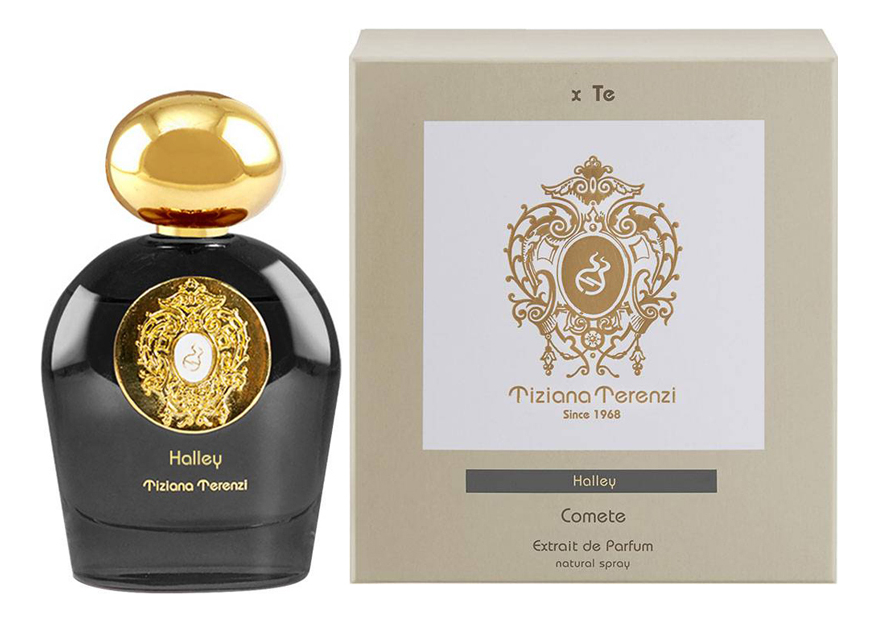 Halley
Tiziana Terenzi
x Te
Tiziana Terenzi
Since 1968
Halley
Comete
Extrait de Parfum
natural spray